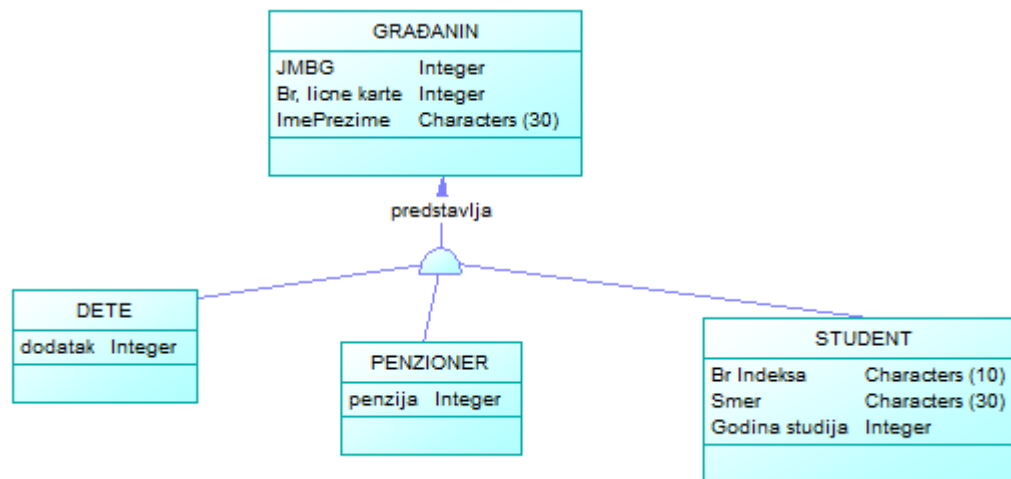 GRAĐANIN
JMBG Integer
Br, licne karte Integer
ImePrezime Characters (30)
predstavlja
DETE
dodatak Integer
PENZIONER
penzija Integer
STUDENT
Br Indeksa Characters (10)
Smer Characters (30)
Godina studija Integer